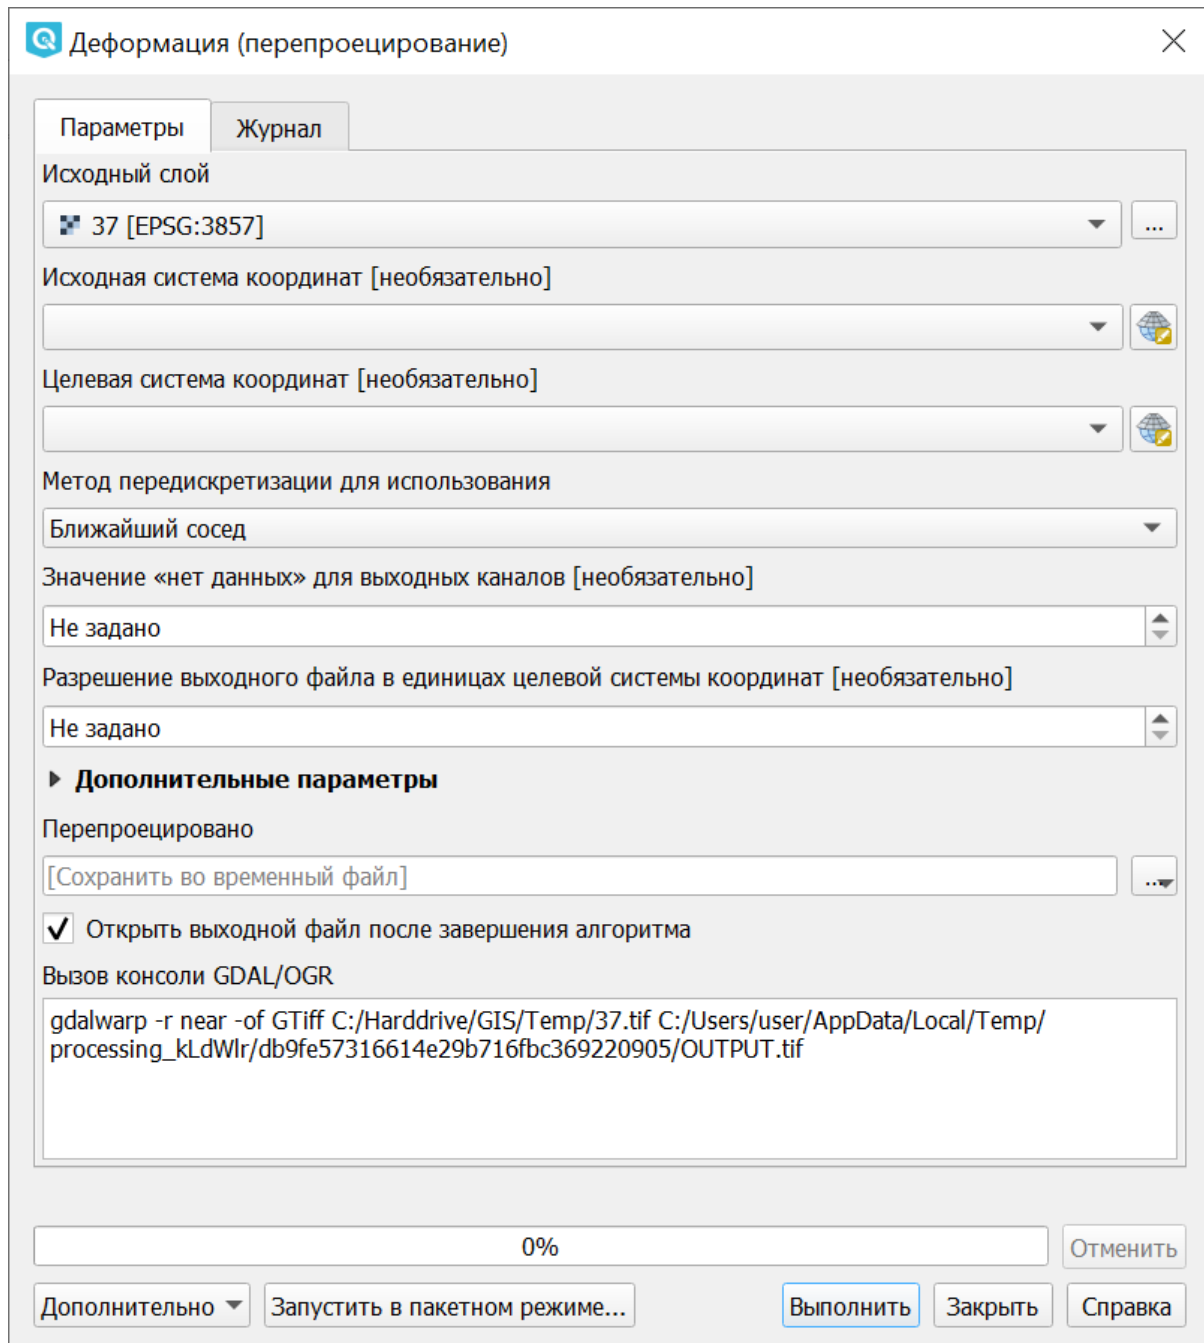 Деформация (перепроецирование)
Параметры
Журнал
Исходный слой
37 [EPSG:3857]
...
Исходная система координат [необязательно]
Целевая система координат [необязательно]
Метод передискретизации для использования
Ближайший сосед
Значение «нет данных» для выходных каналов [необязательно]
Не задано
Разрешение выходного файла в единицах целевой системы координат [необязательно]
Не задано
Дополнительные параметры
Перепроецировано
[Сохранить во временный файл]
...
Открыть выходной файл после завершения алгоритма
Вызов консоли GDAL/OGR
gdalwarp -r near -of GTiff C:/Harddrive/GIS/Temp/37.tif C:/Users/user/AppData/Local/Temp/
processing_kLdWlr/db9fe57316614e29b716fbc369220905/OUTPUT.tif
0%
Отменить
Дополнительно
Запустить в пакетном режиме...
Выполнить
Закрыть
Справка